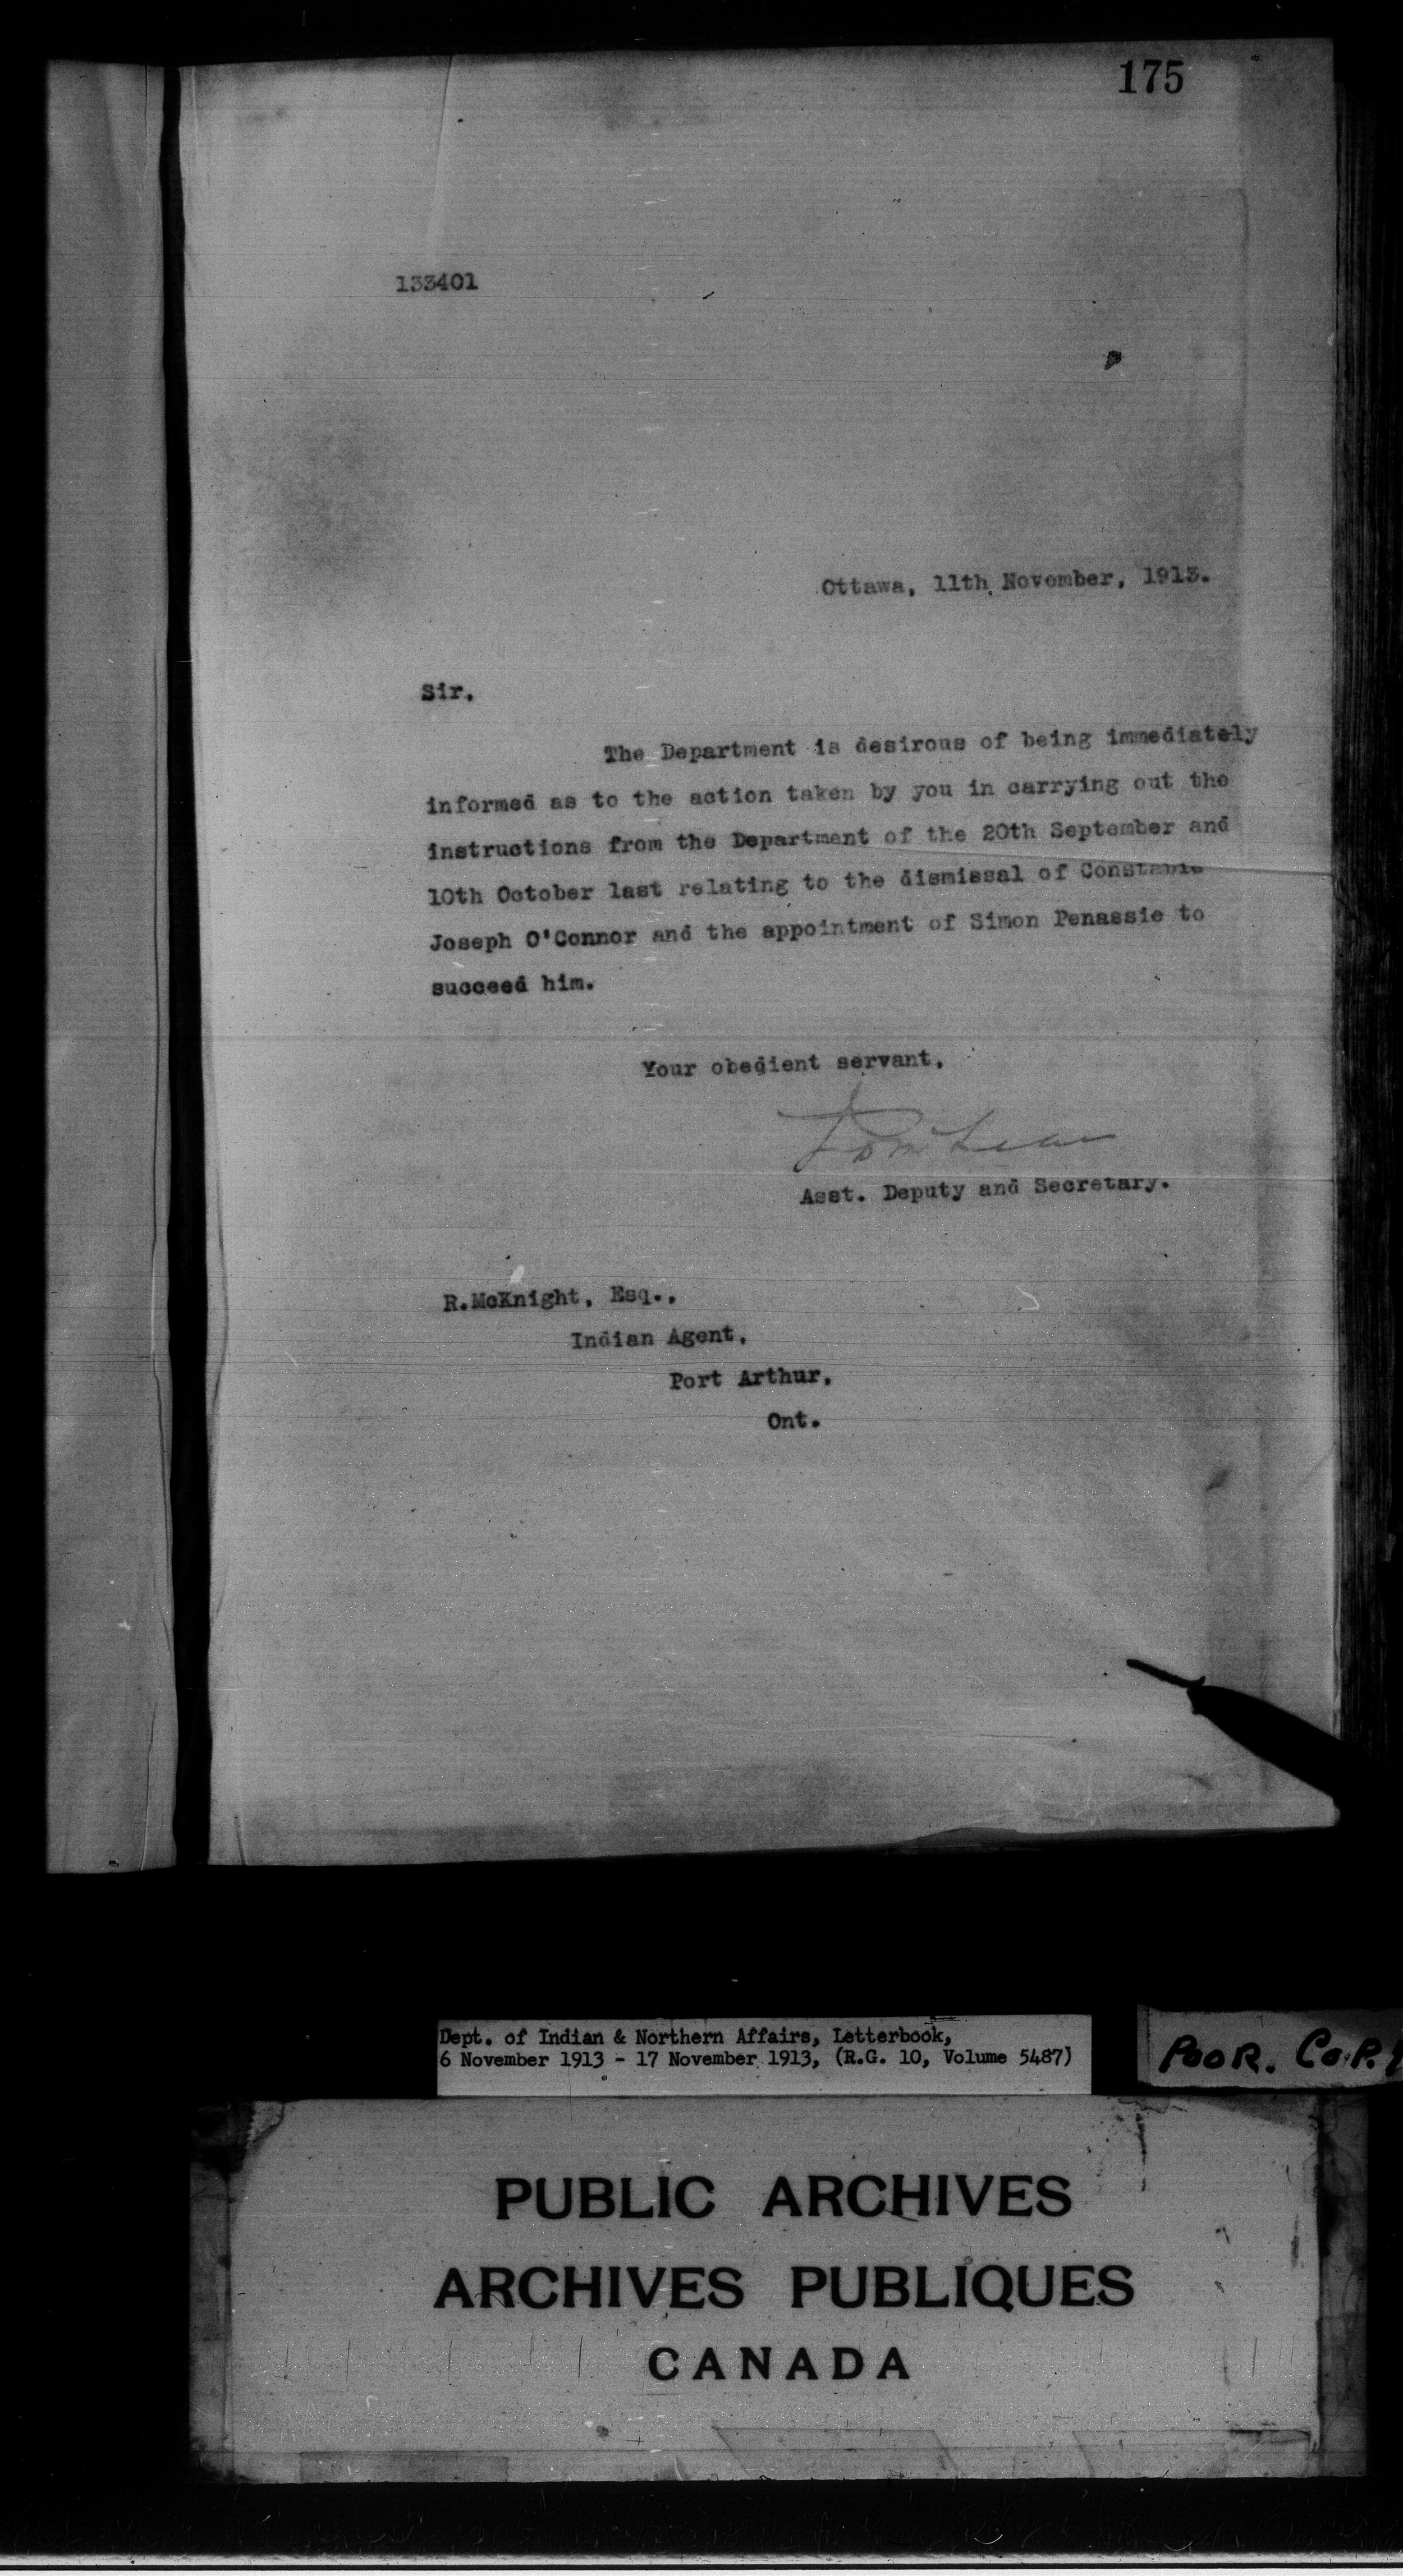 175
133401
Ottawa, 11th November, 1913.
Sir,
The Department is desirous of being immediately
informed as to the action taken by you in carrying out the
instructions from the Department of the 20th September and
10th October last relating to the dismissal of Constable
Joseph O'Connor and the appointment of Simon Penassie to
succeed him.
Your obedient servant,
Asst. Deputy and Secretary.
R.McKnight, Esq.,
Indian Agent,
Port Arthur,
Ont.
Dept. of Indian & Northern Affairs, Letterbook,
6 November 1913 - 17 November 1913, (R.G. 10, Volume 5487)
POOR. COPY
PUBLIC ARCHIVES
ARCHIVES PUBLIQUES
CANADA